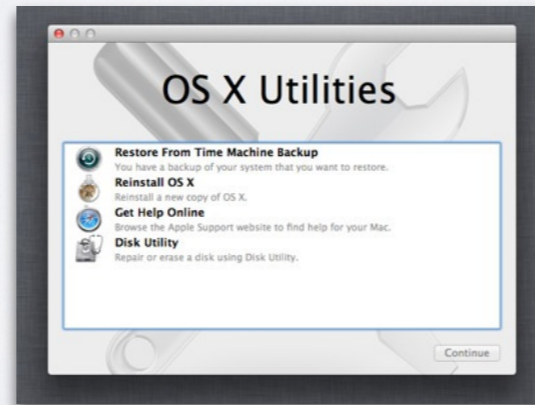 OS X Utilities
Restore From Time Machine Backup
You have a backup of your system that you want to restore.
Reinstall OS X
Reinstall a new copy of OS X.
Get Help Online
Browse the Apple Support website to find help for your Mac.
Disk Utility
Repair or erase a disk using Disk Utility.
Continue